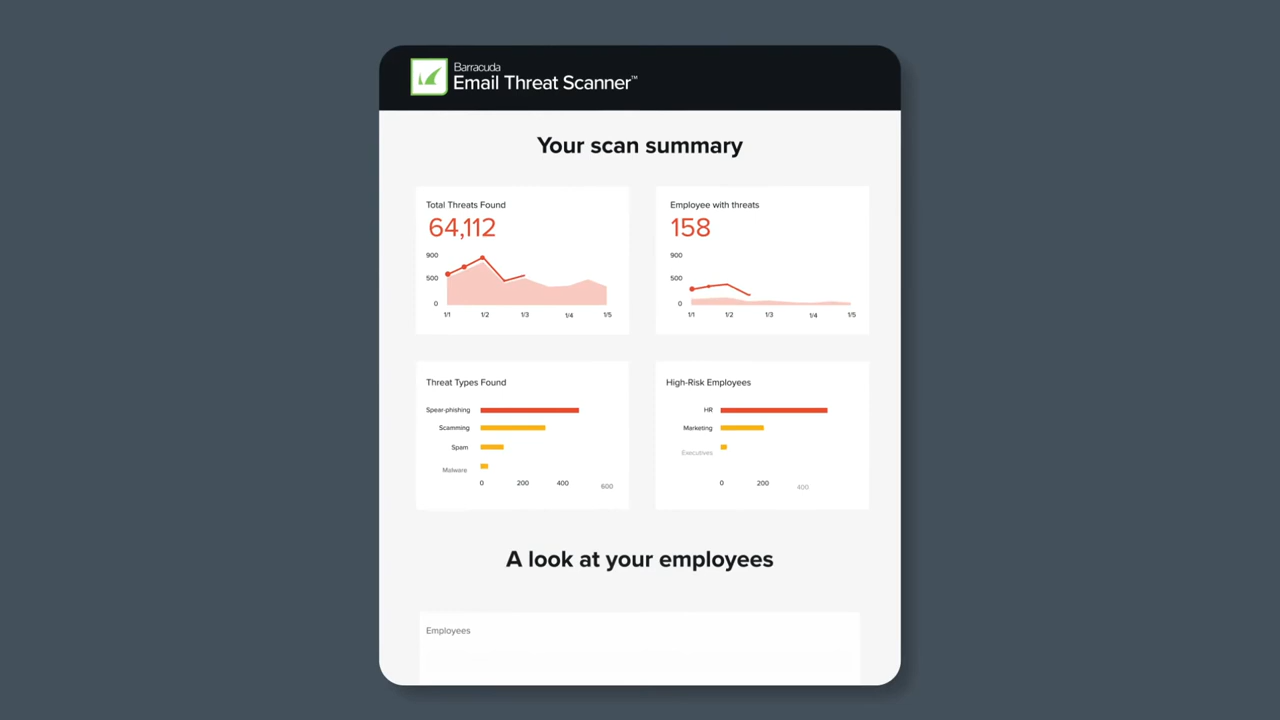 Barracuda
Email Threat Scanner™
Your scan summary
Total Threats Found
64,112
900
500
0
1/1 1/2 1/3 1/4 1/5
Employee with threats
158
900
500
0
1/1 1/2 1/3 1/4 1/5
Threat Types Found
Spear-phishing
Scamming
Spam
Malware
0 200 400 600
High-Risk Employees
HR
Marketing
Executives
0 200 400
A look at your employees
Employees